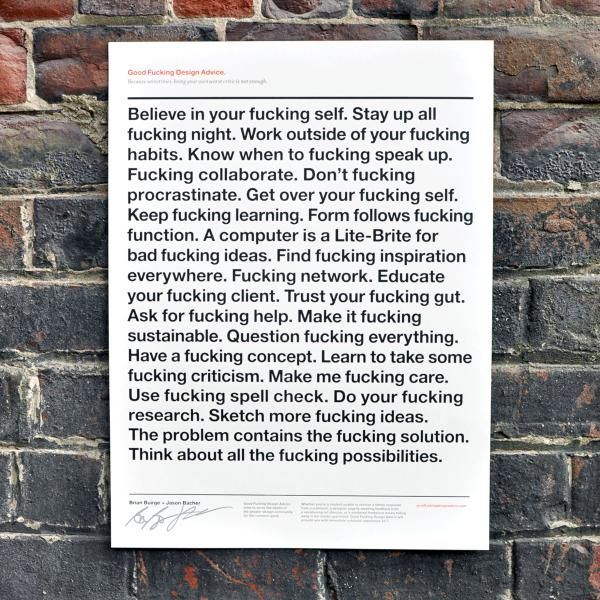 Good Fucking Design Advice.
Because sometimes, being your own worst critic is not enough.
Believe in your fucking self. Stay up all
fucking night. Work outside of your fucking
habits. Know when to fucking speak up.
Fucking collaborate. Don’t fucking
procrastinate. Get over your fucking self.
Keep fucking learning. Form follows fucking
function. A computer is a Lite-Brite for
bad fucking ideas. Find fucking inspiration
everywhere. Fucking network. Educate
your fucking client. Trust your fucking gut.
Ask for fucking help. Make it fucking
sustainable. Question fucking everything.
Have a fucking concept. Learn to take some
fucking criticism. Make me fucking care.
Use fucking spell check. Do your fucking
research. Sketch more fucking ideas.
The problem contains the fucking solution.
Think about all the fucking possibilities.
Brian Buirge + Jason Bacher
Good Fucking Design Advice